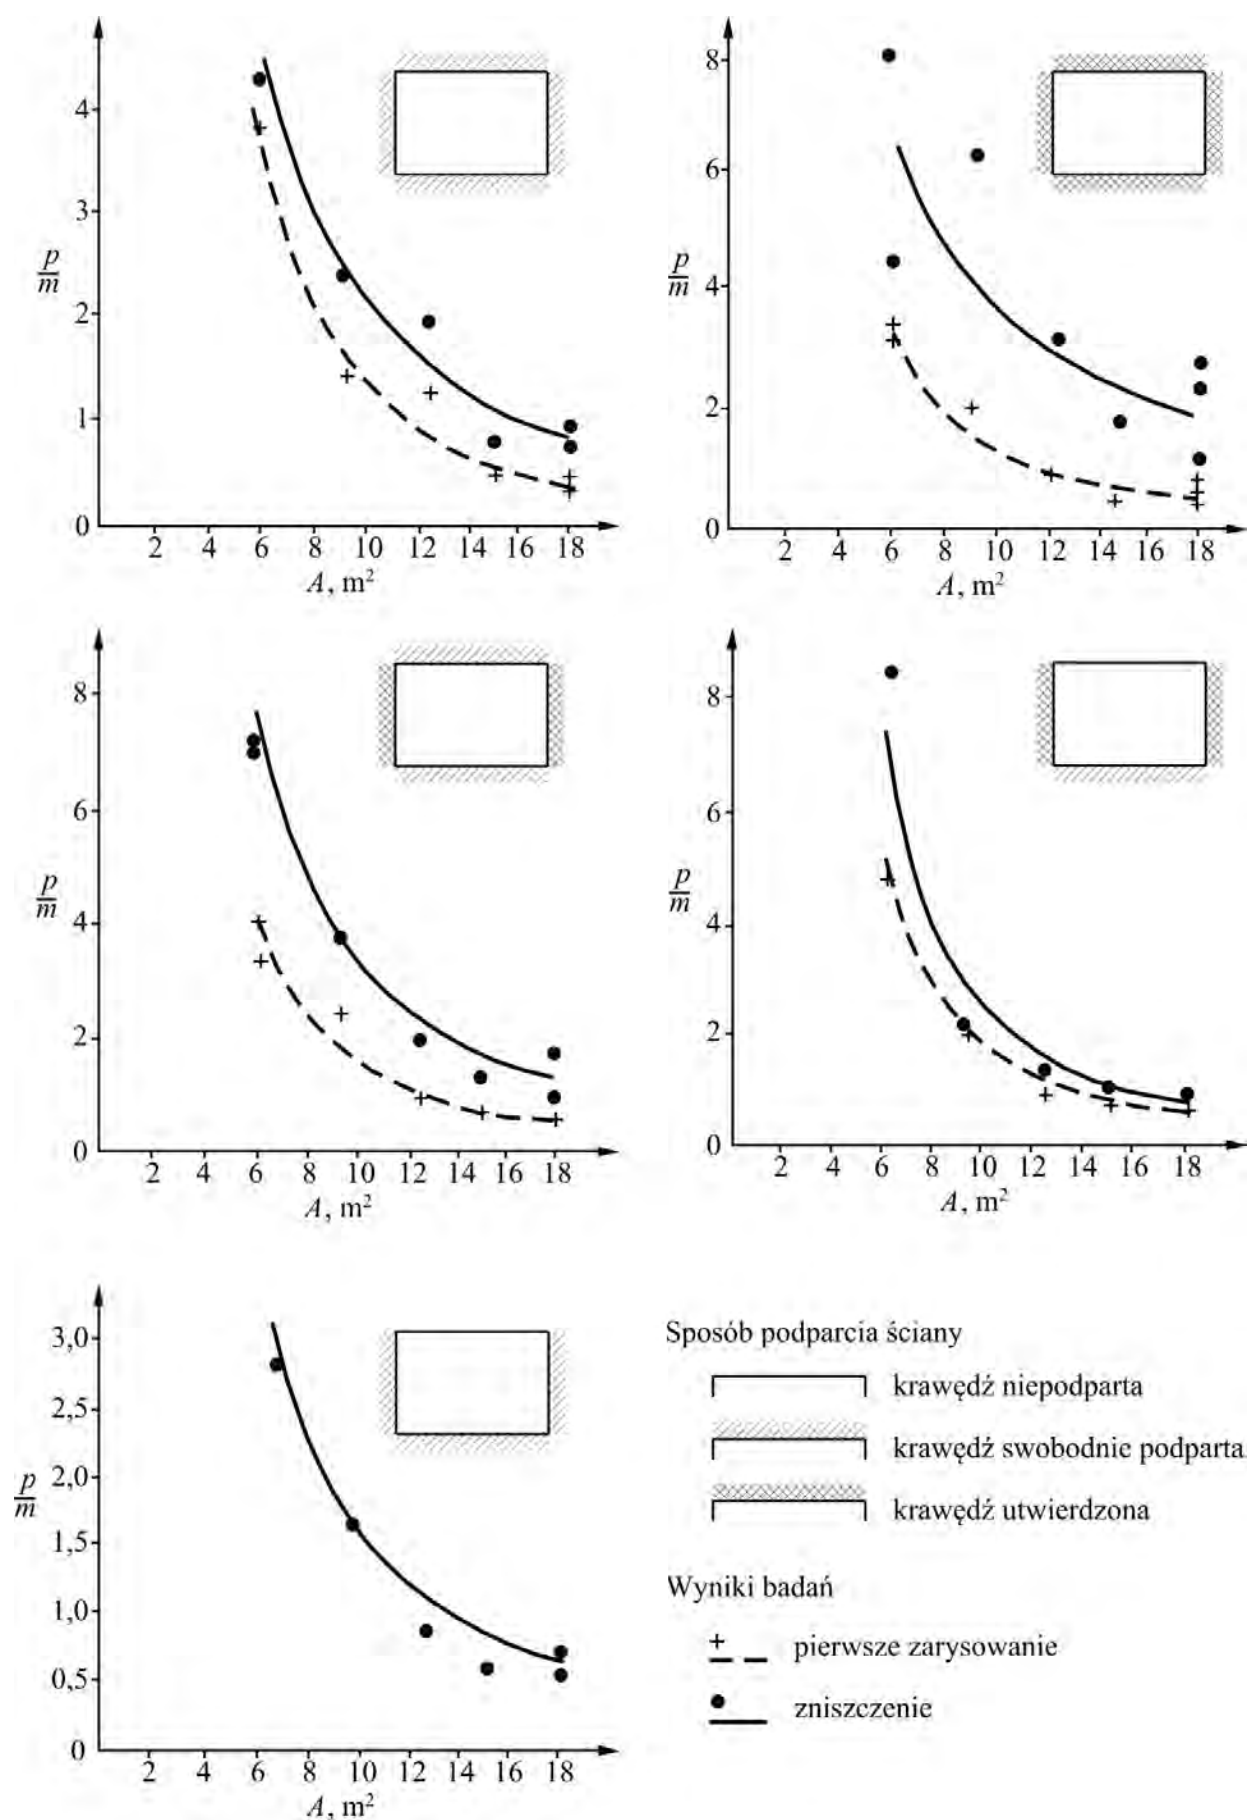 4
3
p/m
2
1
0
2 4 6 8 10 12 14 16 18
A, m²
8
6
p/m
4
2
0
2 4 6 8 10 12 14 16 18
A, m²
8
6
p/m
4
2
0
2 4 6 8 10 12 14 16 18
A, m²
8
6
p/m
4
2
0
2 4 6 8 10 12 14 16 18
A, m²
3,0
2,5
2,0
p/m
1,5
1,0
0,5
0
2 4 6 8 10 12 14 16 18
A, m²
Sposób podparcia ściany
krawędź niepodparta
krawędź swobodnie podparta
krawędź utwierdzona
Wyniki badań
pierwsze zarysowanie
zniszczenie